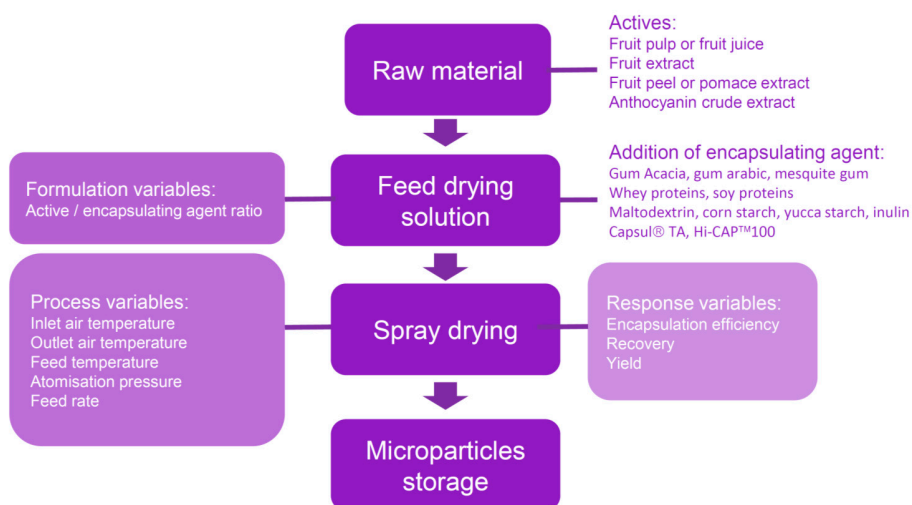 Raw material
Actives:
Fruit pulp or fruit juice
Fruit extract
Fruit peel or pomace extract
Anthocyanin crude extract
Formulation variables:
Active / encapsulating agent ratio
Feed drying
solution
Addition of encapsulating agent:
Gum Acacia, gum arabic, mesquite gum
Whey proteins, soy proteins
Maltodextrin, corn starch, yucca starch, inulin
Capsul® TA, Hi-CAP™100
Process variables:
Inlet air temperature
Outlet air temperature
Feed temperature
Atomisation pressure
Feed rate
Spray drying
Response variables:
Encapsulation efficiency
Recovery
Yield
Microparticles
storage